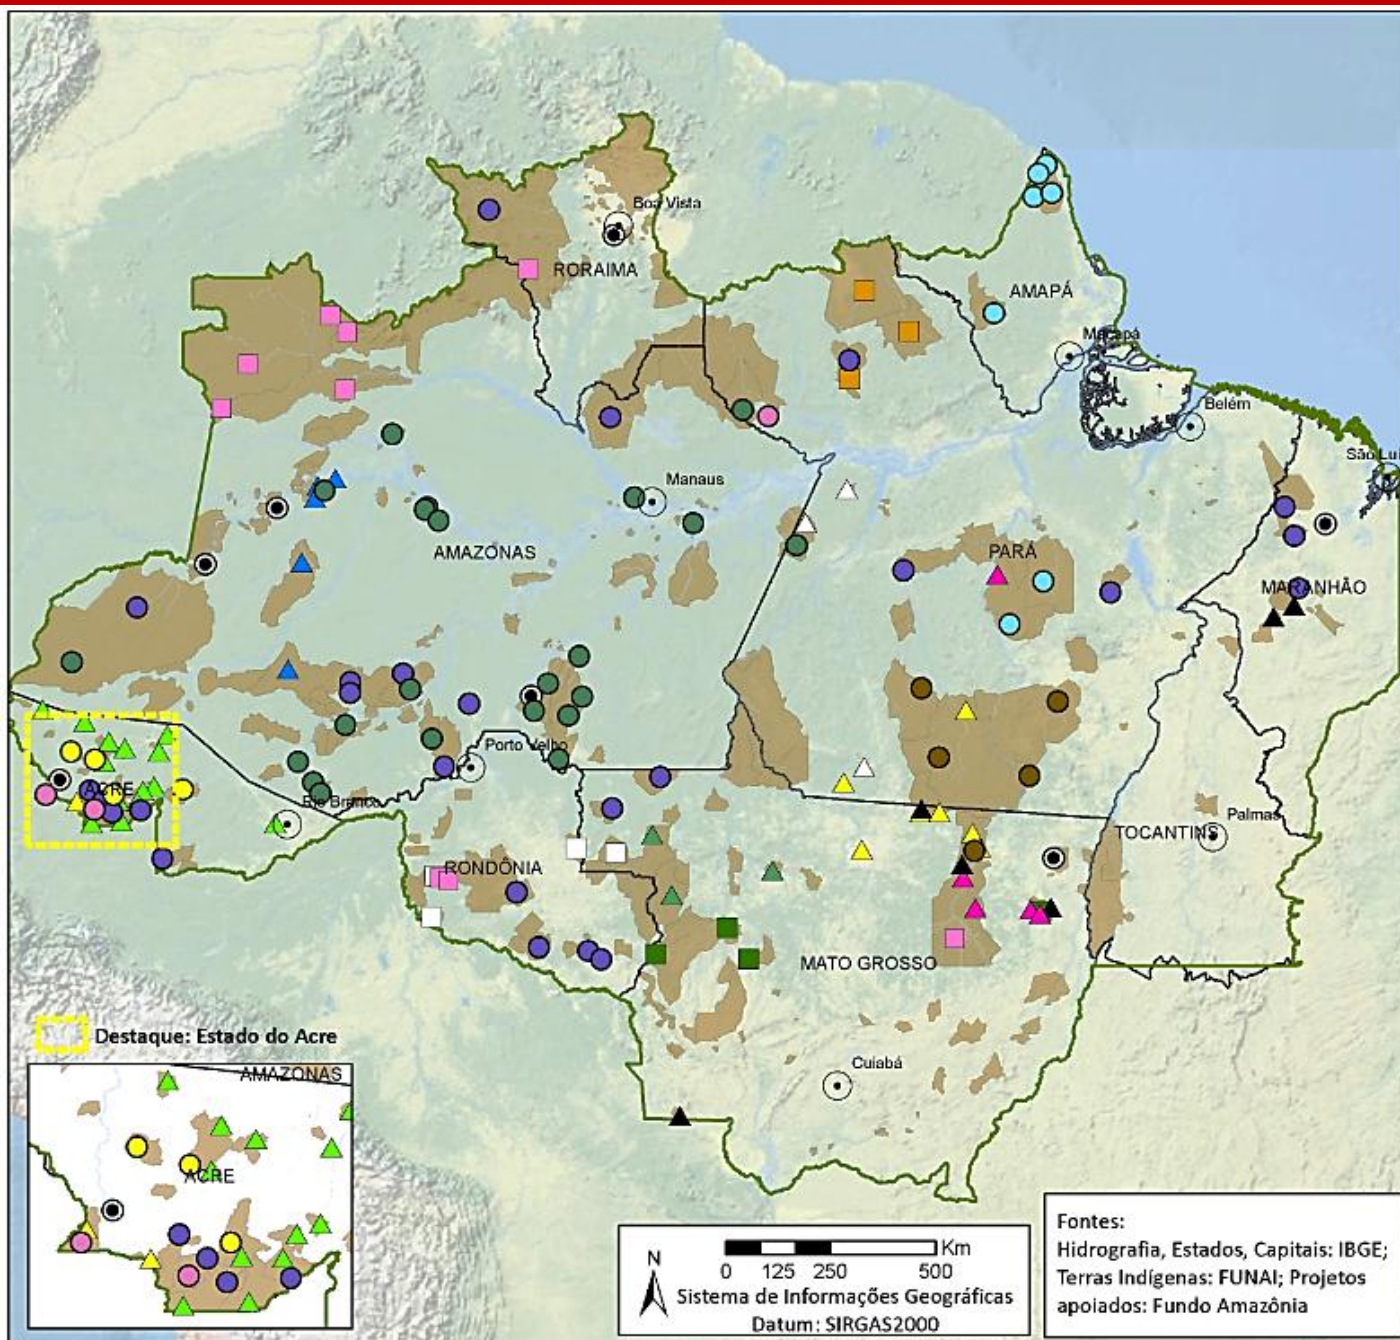 Boa Vista
RORAIMA
AMAPÁ
Macapá
Belém
São Luí
Manaus
AMAZONAS
PARÁ
MARANHÃO
Porto Velho
ACRE
Rio Branco
RONDÔNIA
TOCANTINS
Palmas
MATO GROSSO
Cuiabá
Destaque: Estado do Acre
AMAZONAS
ACRE
N
Km
0 125 250 500
Sistema de Informações Geográficas
Datum: SIRGAS2000
Fontes:
Hidrografia, Estados, Capitais: IBGE;
Terras Indígenas: FUNAI; Projetos
apoiados: Fundo Amazônia